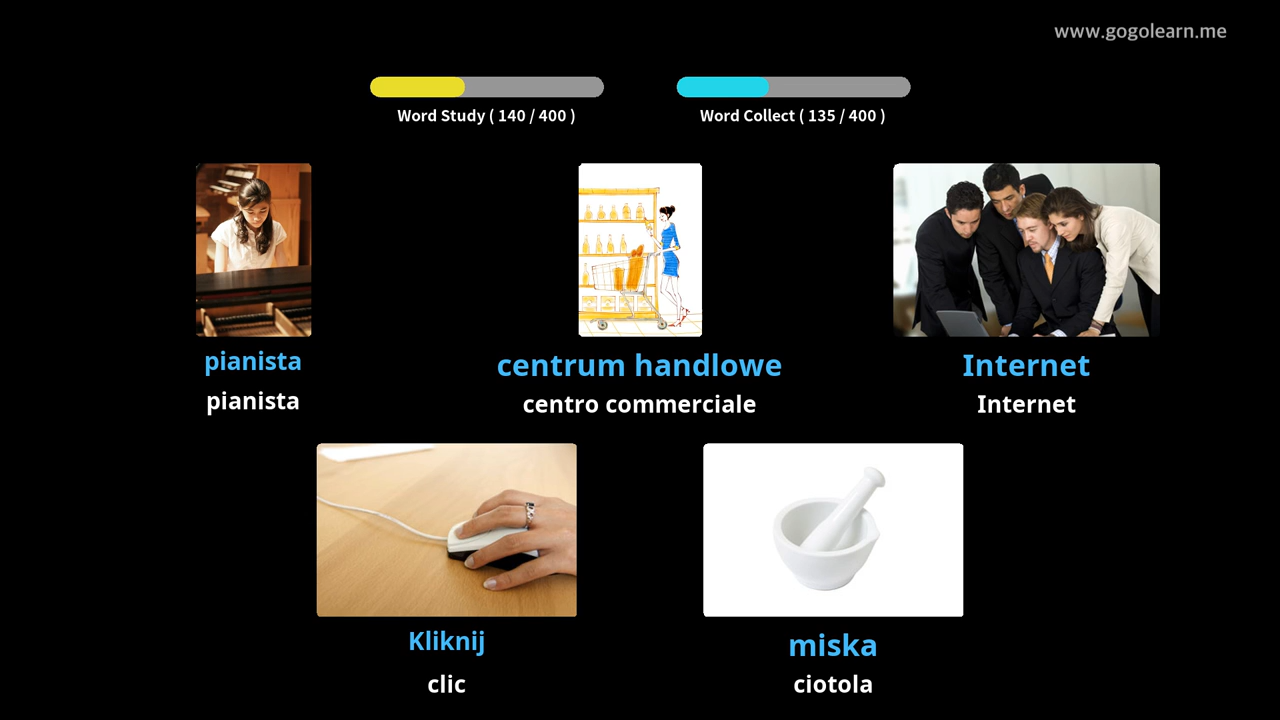 www.gogolearn.me
Word Study ( 140 / 400 )
Word Collect ( 135 / 400 )
pianista
pianista
centrum handlowe
centro commerciale
Internet
Internet
Kliknij
clic
miska
ciotola